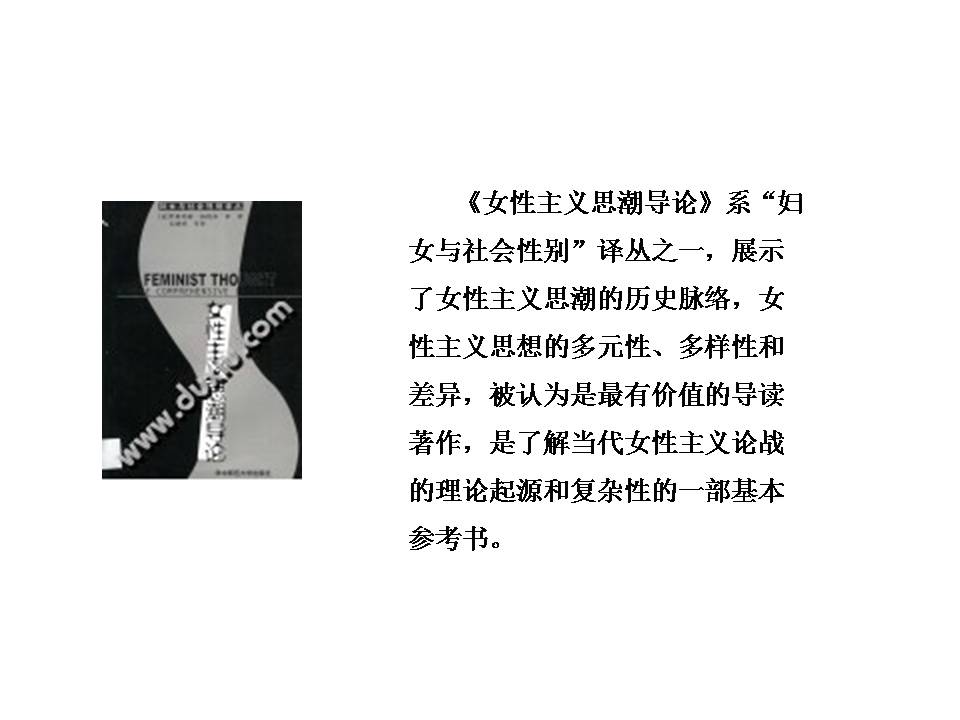 FEMINIST THO
COMPREHENSIVE
女性主义思潮导论
www.du
.com
《女性主义思潮导论》系“妇
女与社会性别”译丛之一，展示
了女性主义思潮的历史脉络，女
性主义思想的多元性、多样性和
差异，被认为是最有价值的导读
著作，是了解当代女性主义论战
的理论起源和复杂性的一部基本
参考书。